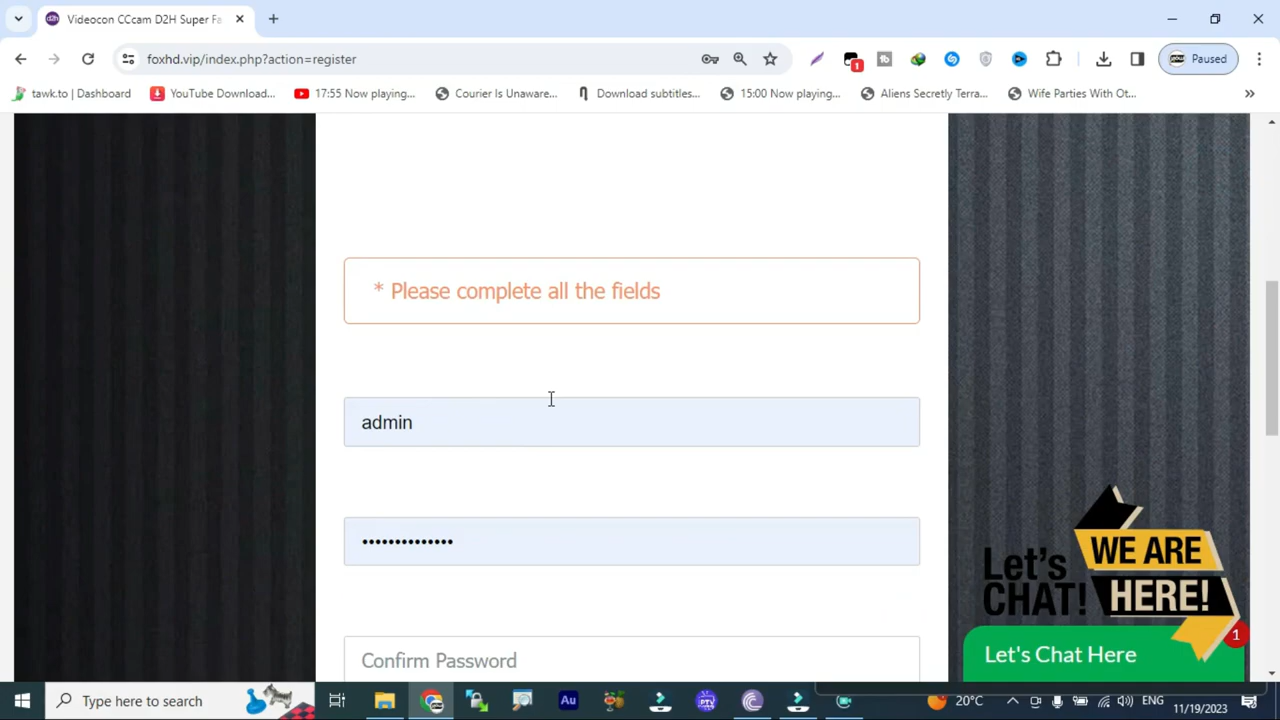 Videocon CCcam D2H Super Fa
foxhd.vip/index.php?action=register
1
Paused
tawk.to | Dashboard
YouTube Download...
17:55 Now playing...
Courier Is Unaware...
Download subtitles...
15:00 Now playing...
Aliens Secretly Terra...
Wife Parties With Ot...
* Please complete all the fields
admin
••••••••••••••
Confirm Password
Let's
CHAT!
WE ARE
HERE!
1
Let's Chat Here
Type here to search
Au
PTV
20°C
ENG
11/19/2023